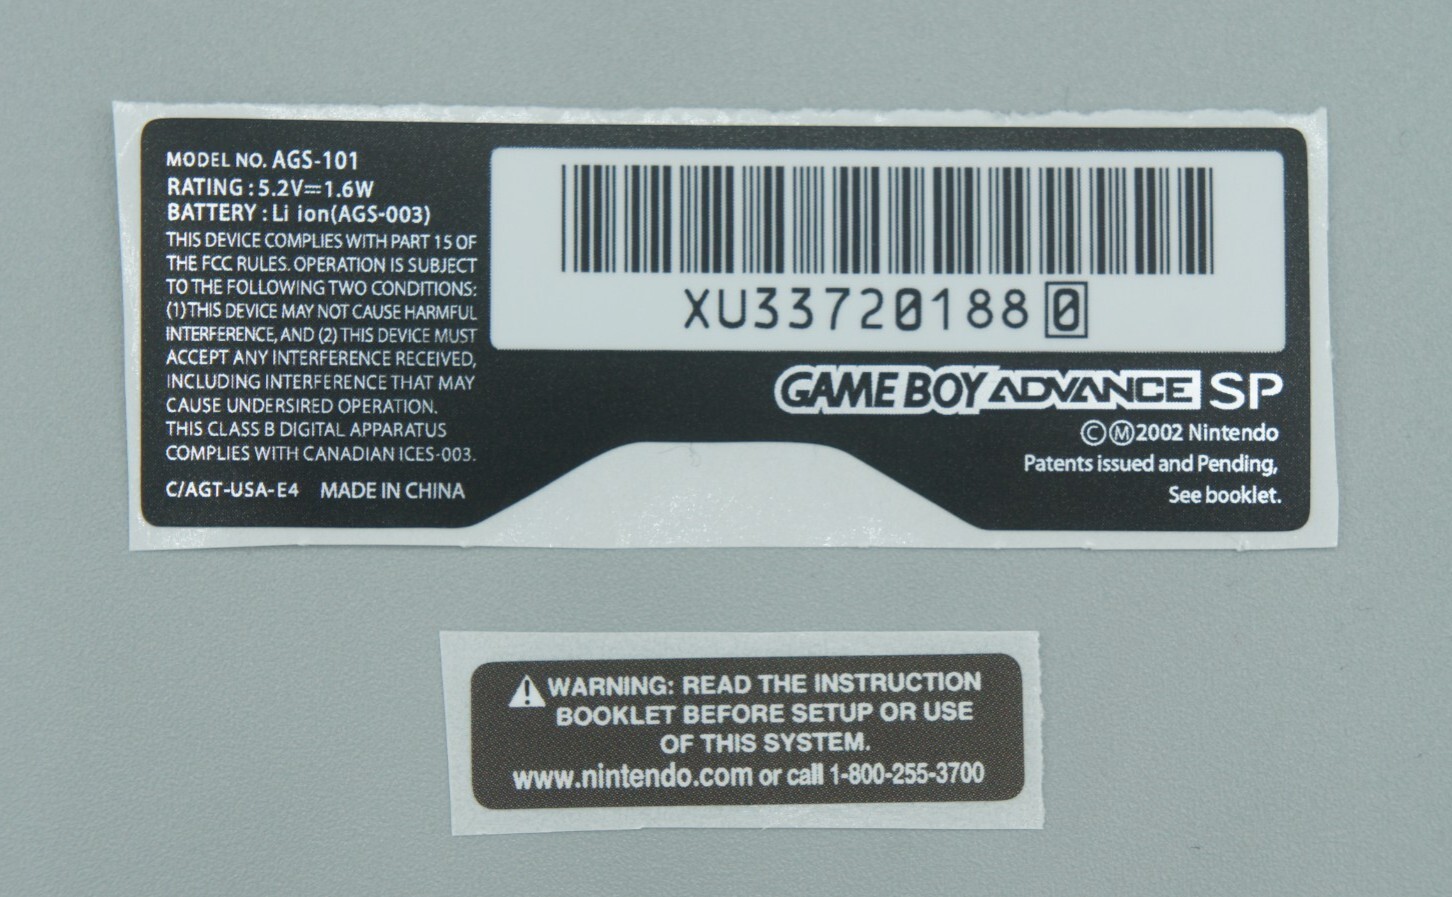 MODEL NO. AGS-101
RATING : 5.2V⎓1.6W
BATTERY : Li ion(AGS-003)
THIS DEVICE COMPLIES WITH PART 15 OF
THE FCC RULES. OPERATION IS SUBJECT
TO THE FOLLOWING TWO CONDITIONS:
(1)THIS DEVICE MAY NOT CAUSE HARMFUL
INTERFERENCE, AND (2) THIS DEVICE MUST
ACCEPT ANY INTERFERENCE RECEIVED,
INCLUDING INTERFERENCE THAT MAY
CAUSE UNDERSIRED OPERATION.
THIS CLASS B DIGITAL APPARATUS
COMPLIES WITH CANADIAN ICES-003.
C/AGT-USA-E4 MADE IN CHINA
XU33720188 0
GAME BOY ADVANCE SP
ⒸⓂ2002 Nintendo
Patents issued and Pending,
See booklet.
WARNING: READ THE INSTRUCTION
BOOKLET BEFORE SETUP OR USE
OF THIS SYSTEM.
www.nintendo.com or call 1-800-255-3700